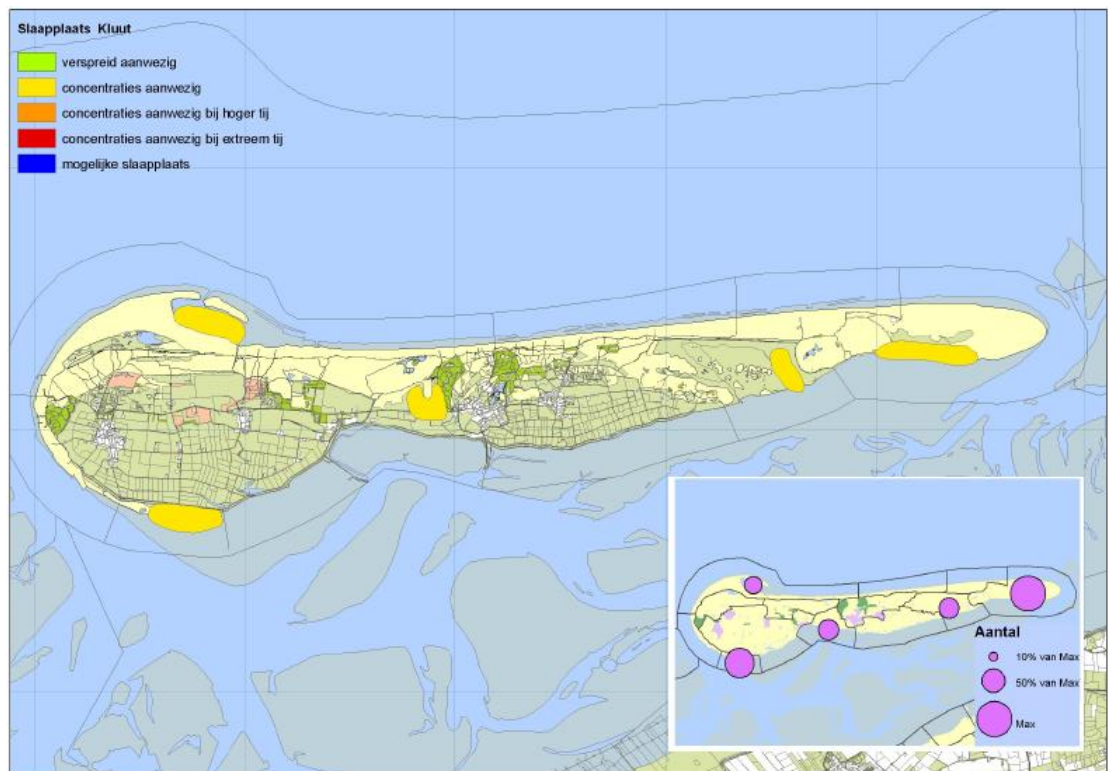 Slaapplaats Kluut
verspreid aanwezig
concentraties aanwezig
concentraties aanwezig bij hoger tij
concentraties aanwezig bij extreem tij
mogelijke slaapplaats
Aantal
10% van Max
50% van Max
Max